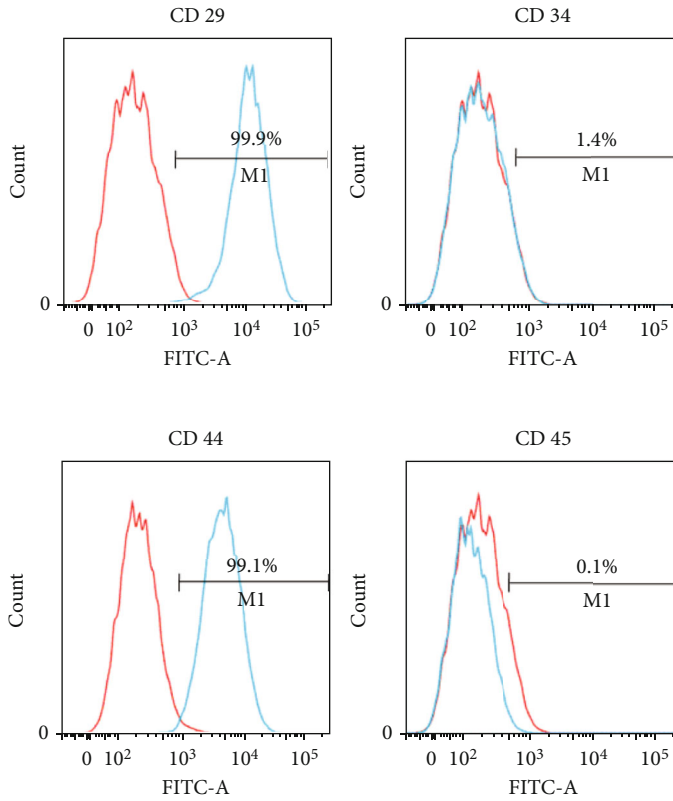 CD 29
Count
99.9%
M1
0
0 10² 10³ 10⁴ 10⁵
FITC-A
CD 34
Count
1.4%
M1
0
0 10² 10³ 10⁴ 10⁵
FITC-A
CD 44
Count
99.1%
M1
0
0 10² 10³ 10⁴ 10⁵
FITC-A
CD 45
Count
0.1%
M1
0
0 10² 10³ 10⁴ 10⁵
FITC-A